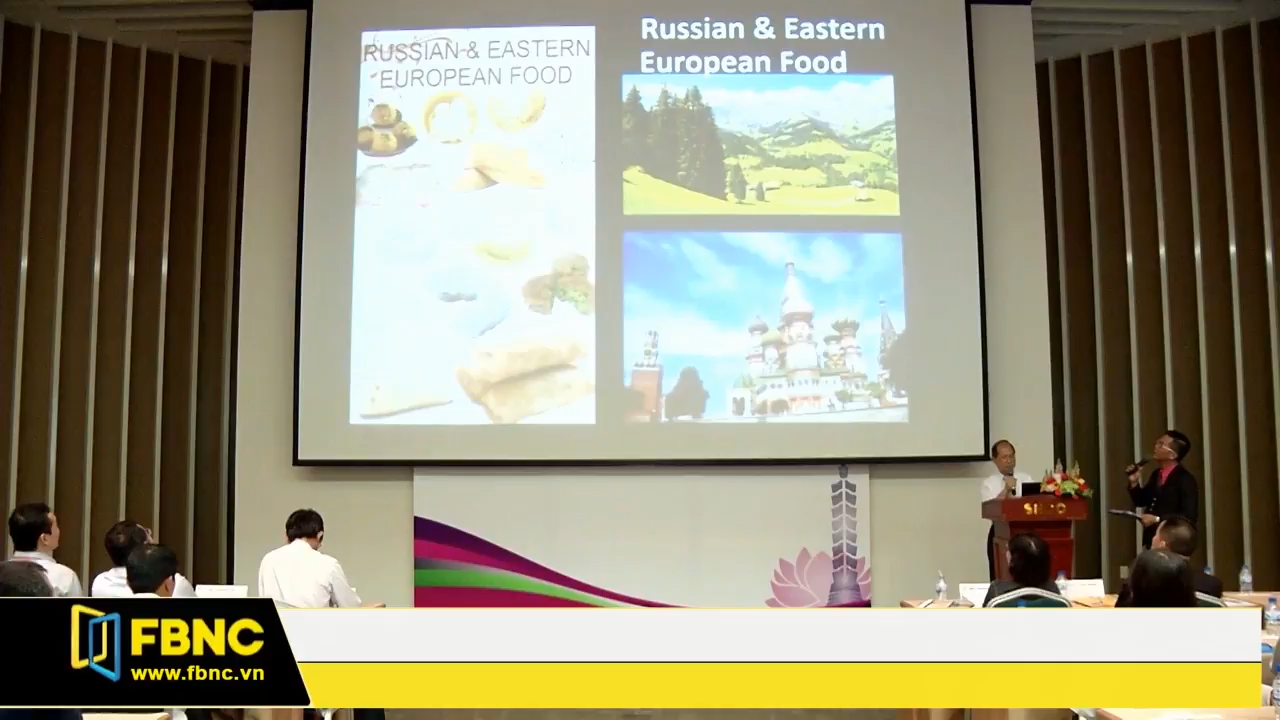 RUSSIAN & EASTERN
EUROPEAN FOOD
Russian & Eastern
European Food
FBNC
www.fbnc.vn